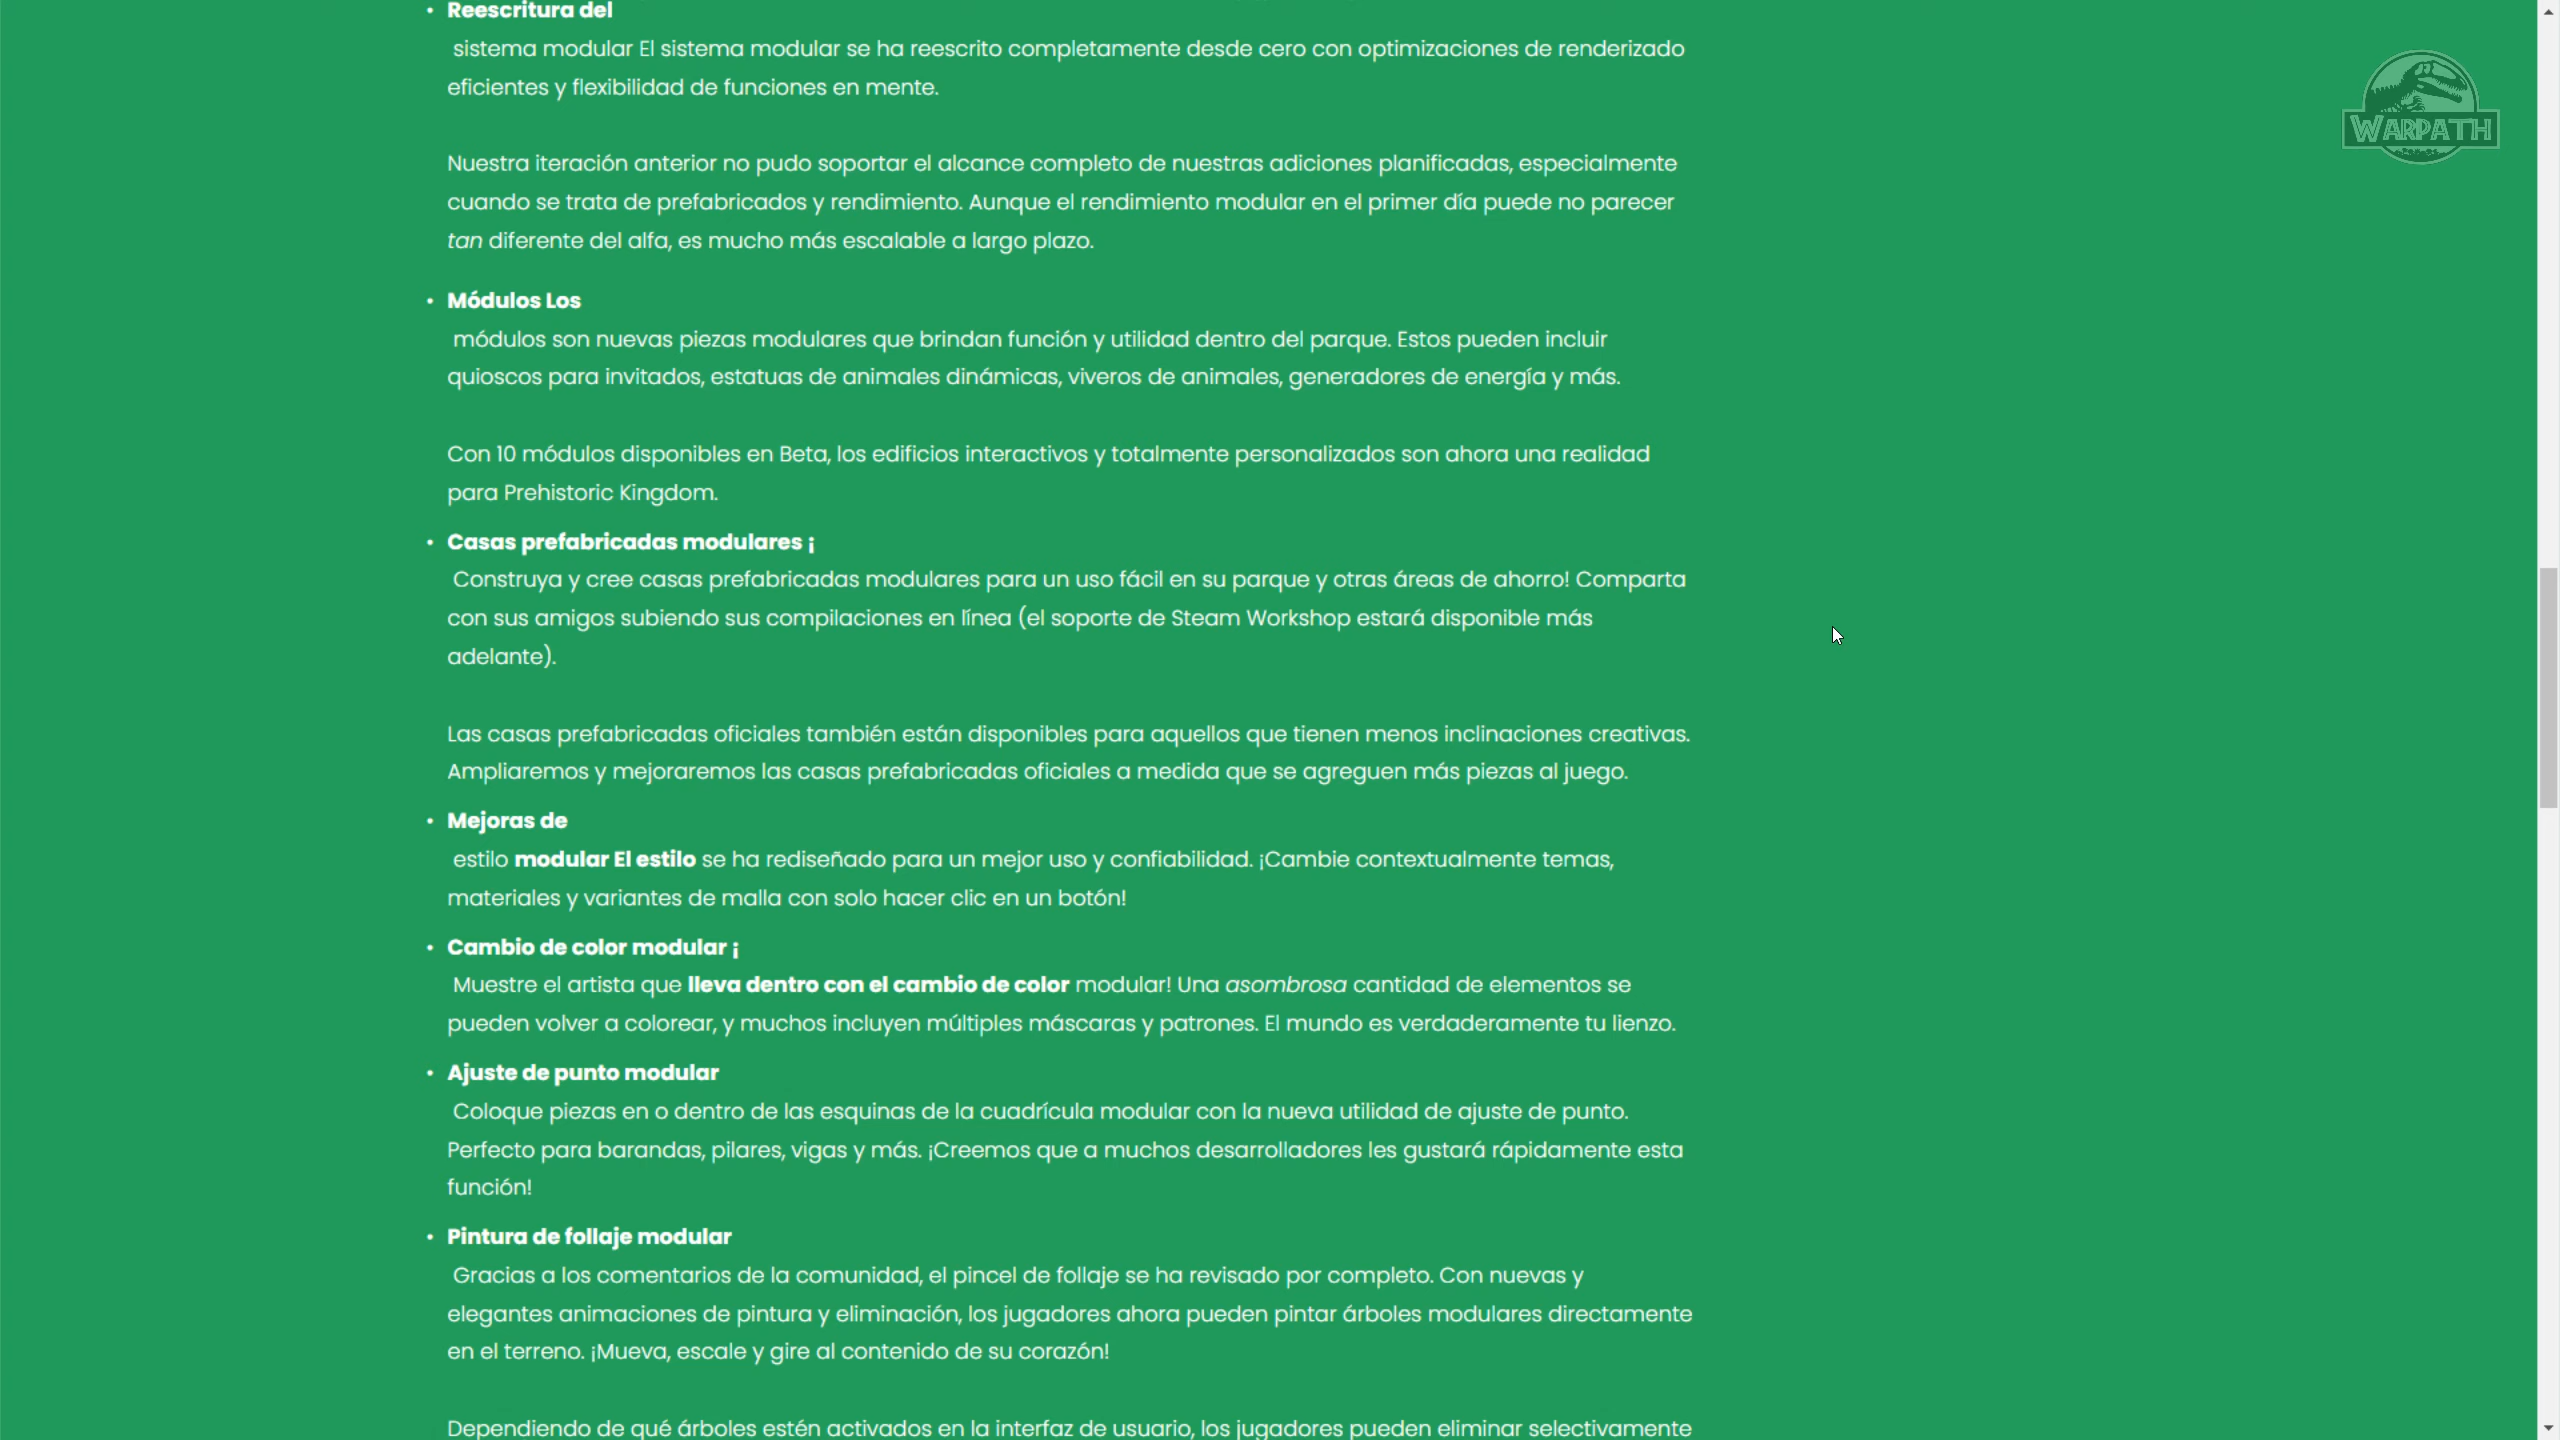 Reescritura del
sistema modular El sistema modular se ha reescrito completamente desde cero con optimizaciones de renderizado
eficientes y flexibilidad de funciones en mente.
Nuestra iteración anterior no pudo soportar el alcance completo de nuestras adiciones planificadas, especialmente
cuando se trata de prefabricados y rendimiento. Aunque el rendimiento modular en el primer día puede no parecer
tan diferente del alfa, es mucho más escalable a largo plazo.
• Módulos Los
módulos son nuevas piezas modulares que brindan función y utilidad dentro del parque. Estos pueden incluir
quioscos para invitados, estatuas de animales dinámicas, viveros de animales, generadores de energía y más.
Con 10 módulos disponibles en Beta, los edificios interactivos y totalmente personalizados son ahora una realidad
para Prehistoric Kingdom.
• Casas prefabricadas modulares ¡
Construya y cree casas prefabricadas modulares para un uso fácil en su parque y otras áreas de ahorro! Comparta
con sus amigos subiendo sus compilaciones en línea (el soporte de Steam Workshop estará disponible más
adelante).
Las casas prefabricadas oficiales también están disponibles para aquellos que tienen menos inclinaciones creativas.
Ampliaremos y mejoraremos las casas prefabricadas oficiales a medida que se agreguen más piezas al juego.
• Mejoras de
estilo modular El estilo se ha rediseñado para un mejor uso y confiabilidad. ¡Cambie contextualmente temas,
materiales y variantes de malla con solo hacer clic en un botón!
• Cambio de color modular ¡
Muestre el artista que lleva dentro con el cambio de color modular! Una asombrosa cantidad de elementos se
pueden volver a colorear, y muchos incluyen múltiples máscaras y patrones. El mundo es verdaderamente tu lienzo.
• Ajuste de punto modular
Coloque piezas en o dentro de las esquinas de la cuadrícula modular con la nueva utilidad de ajuste de punto.
Perfecto para barandas, pilares, vigas y más. ¡Creemos que a muchos desarrolladores les gustará rápidamente esta
función!
• Pintura de follaje modular
Gracias a los comentarios de la comunidad, el pincel de follaje se ha revisado por completo. Con nuevas y
elegantes animaciones de pintura y eliminación, los jugadores ahora pueden pintar árboles modulares directamente
en el terreno. ¡Mueva, escale y gire al contenido de su corazón!
Dependiendo de qué árboles estén activados en la interfaz de usuario, los jugadores pueden eliminar selectivamente
WARPATH